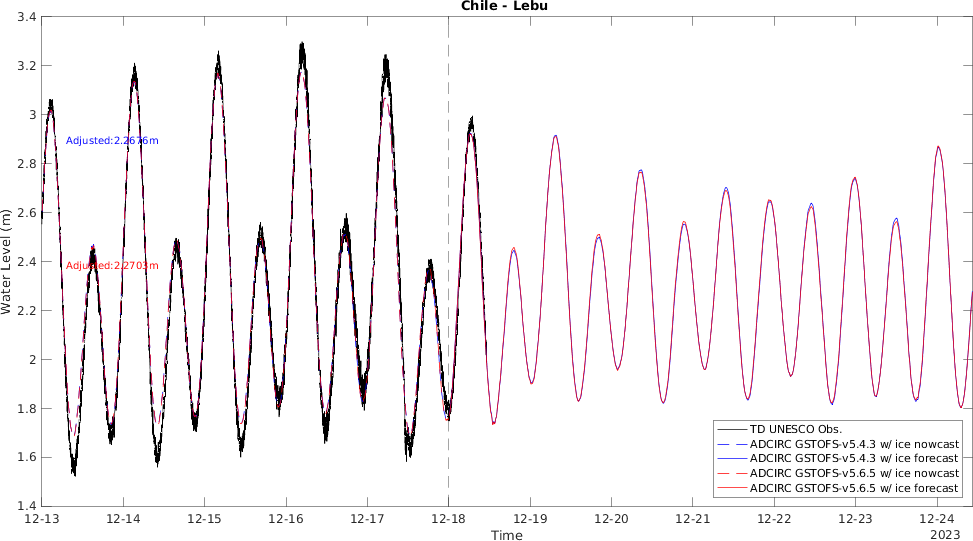 Chile - Lebu
3.4
3.2
3
2.8
2.6
2.4
2.2
2
1.8
1.6
1.4
Water Level (m)
Adjusted:2.2676m
Adjusted:2.2703m
TD UNESCO Obs.
ADCIRC GSTOFS-v5.4.3 w/ ice nowcast
ADCIRC GSTOFS-v5.4.3 w/ ice forecast
ADCIRC GSTOFS-v5.6.5 w/ ice nowcast
ADCIRC GSTOFS-v5.6.5 w/ ice forecast
12-13 12-14 12-15 12-16 12-17 12-18 12-19 12-20 12-21 12-22 12-23 12-24
Time
2023